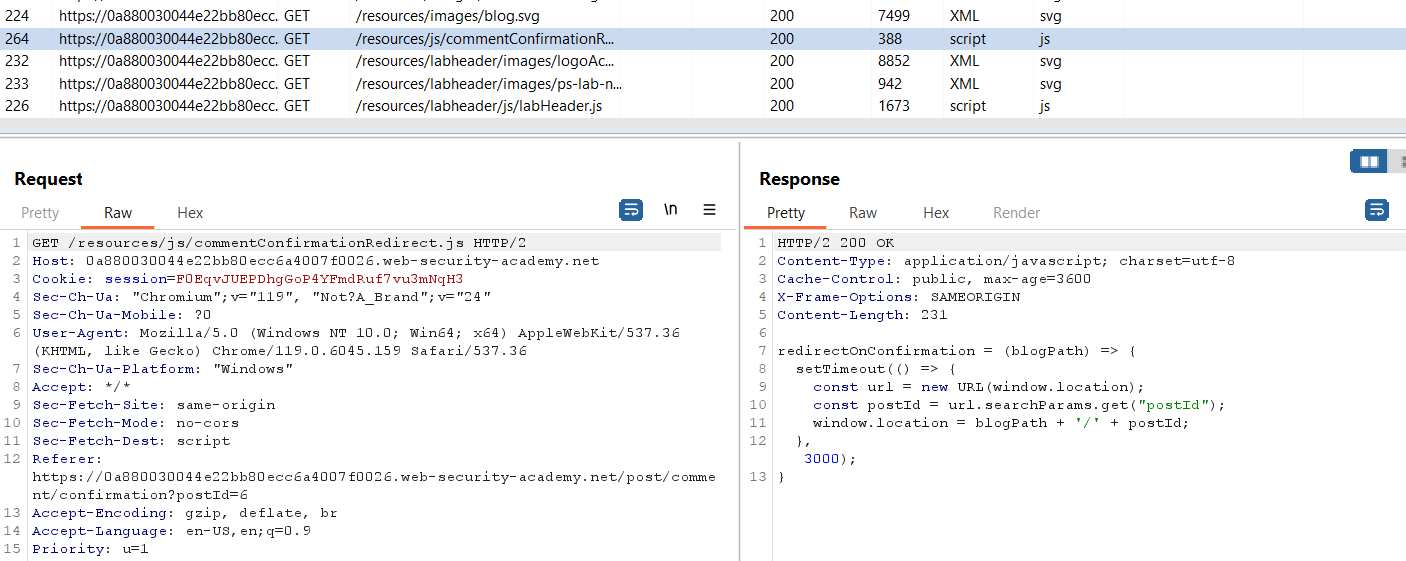 224 https://0a880030044e22bb80ecc. GET /resources/images/blog.svg 200 7499 XML svg
264 https://0a880030044e22bb80ecc. GET /resources/js/commentConfirmationR... 200 388 script js
232 https://0a880030044e22bb80ecc. GET /resources/labheader/images/logoAc... 200 8852 XML svg
233 https://0a880030044e22bb80ecc. GET /resources/labheader/images/ps-lab-n... 200 942 XML svg
226 https://0a880030044e22bb80ecc. GET /resources/labheader/js/labHeader.js 200 1673 script js
Request
Pretty Raw Hex
\n
1 GET /resources/js/commentConfirmationRedirect.js HTTP/2
2 Host: 0a880030044e22bb80ecc6a4007f0026.web-security-academy.net
3 Cookie: session=F0EqvJUEPDhgGoP4YFmdRuf7vu3mNqH3
4 Sec-Ch-Ua: "Chromium";v="119", "Not?A_Brand";v="24"
5 Sec-Ch-Ua-Mobile: ?0
6 User-Agent: Mozilla/5.0 (Windows NT 10.0; Win64; x64) AppleWebKit/537.36
(KHTML, like Gecko) Chrome/119.0.6045.159 Safari/537.36
7 Sec-Ch-Ua-Platform: "Windows"
8 Accept: */*
9 Sec-Fetch-Site: same-origin
10 Sec-Fetch-Mode: no-cors
11 Sec-Fetch-Dest: script
12 Referer:
https://0a880030044e22bb80ecc6a4007f0026.web-security-academy.net/post/comme
nt/confirmation?postId=6
13 Accept-Encoding: gzip, deflate, br
14 Accept-Language: en-US,en;q=0.9
15 Priority: u=1
Response
Pretty Raw Hex Render
1 HTTP/2 200 OK
2 Content-Type: application/javascript; charset=utf-8
3 Cache-Control: public, max-age=3600
4 X-Frame-Options: SAMEORIGIN
5 Content-Length: 231
6
7 redirectOnConfirmation = (blogPath) => {
8 setTimeout(() => {
9 const url = new URL(window.location);
10 const postId = url.searchParams.get("postId");
11 window.location = blogPath + '/' + postId;
12 },
3000);
13 }